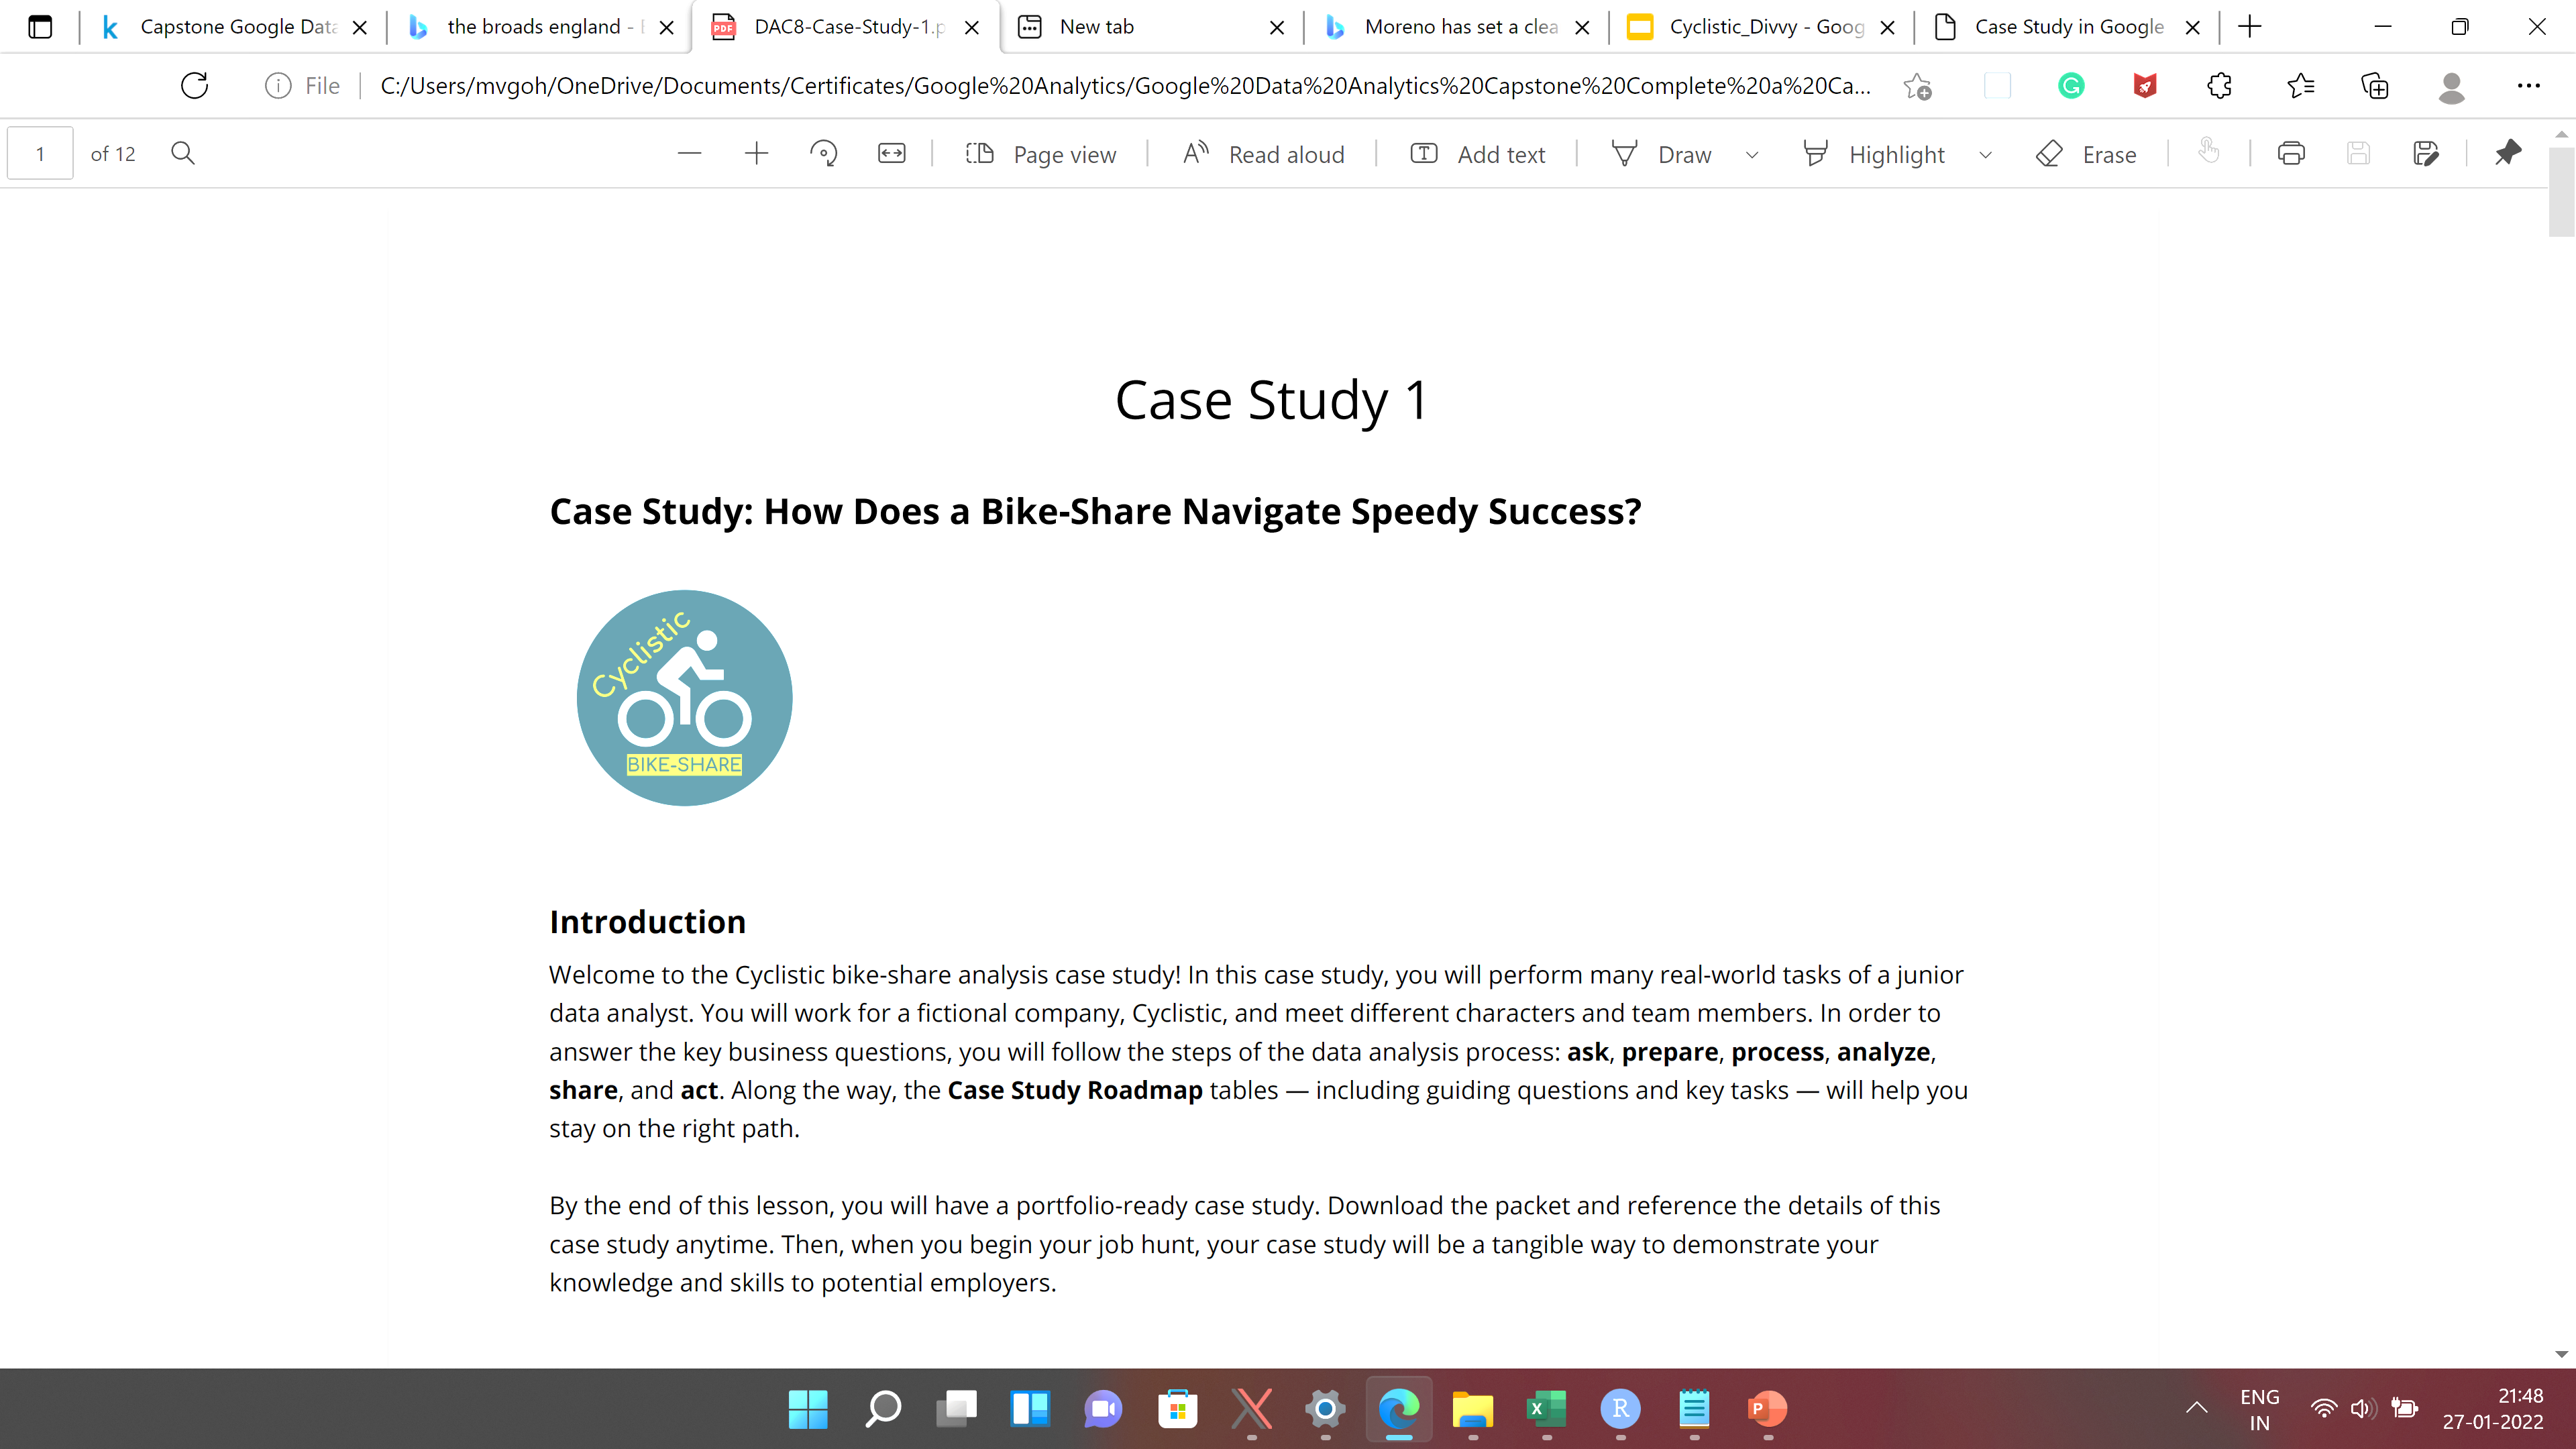 Capstone Google Data
the broads england -
DAC8-Case-Study-1.p
New tab
Moreno has set a clea
Cyclistic_Divvy - Goog
Case Study in Google
File
C:/Users/mvgoh/OneDrive/Documents/Certificates/Google%20Analytics/Google%20Data%20Analytics%20Capstone%20Complete%20a%20Ca...
1 of 12
Page view
Read aloud
Add text
Draw
Highlight
Erase
Case Study 1
Case Study: How Does a Bike-Share Navigate Speedy Success?
Cyclistic
BIKE-SHARE
Introduction
Welcome to the Cyclistic bike-share analysis case study! In this case study, you will perform many real-world tasks of a junior
data analyst. You will work for a fictional company, Cyclistic, and meet different characters and team members. In order to
answer the key business questions, you will follow the steps of the data analysis process: ask, prepare, process, analyze,
share, and act. Along the way, the Case Study Roadmap tables — including guiding questions and key tasks — will help you
stay on the right path.
By the end of this lesson, you will have a portfolio-ready case study. Download the packet and reference the details of this
case study anytime. Then, when you begin your job hunt, your case study will be a tangible way to demonstrate your
knowledge and skills to potential employers.
ENG
IN
21:48
27-01-2022